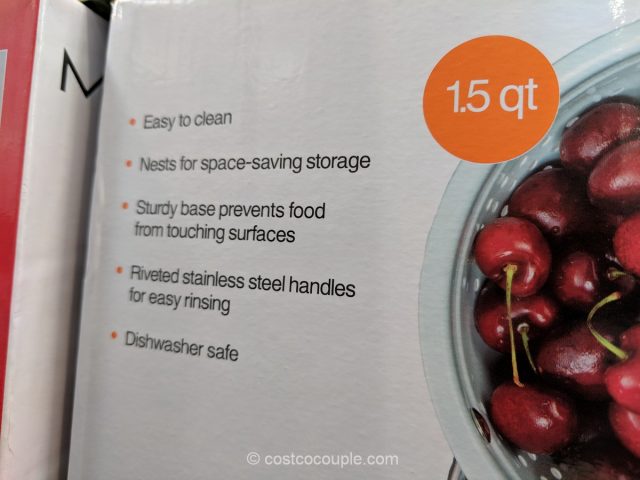 M
1.5 qt
• Easy to clean
• Nests for space-saving storage
• Sturdy base prevents food
from touching surfaces
• Riveted stainless steel handles
for easy rinsing
• Dishwasher safe
© costcocouple.com